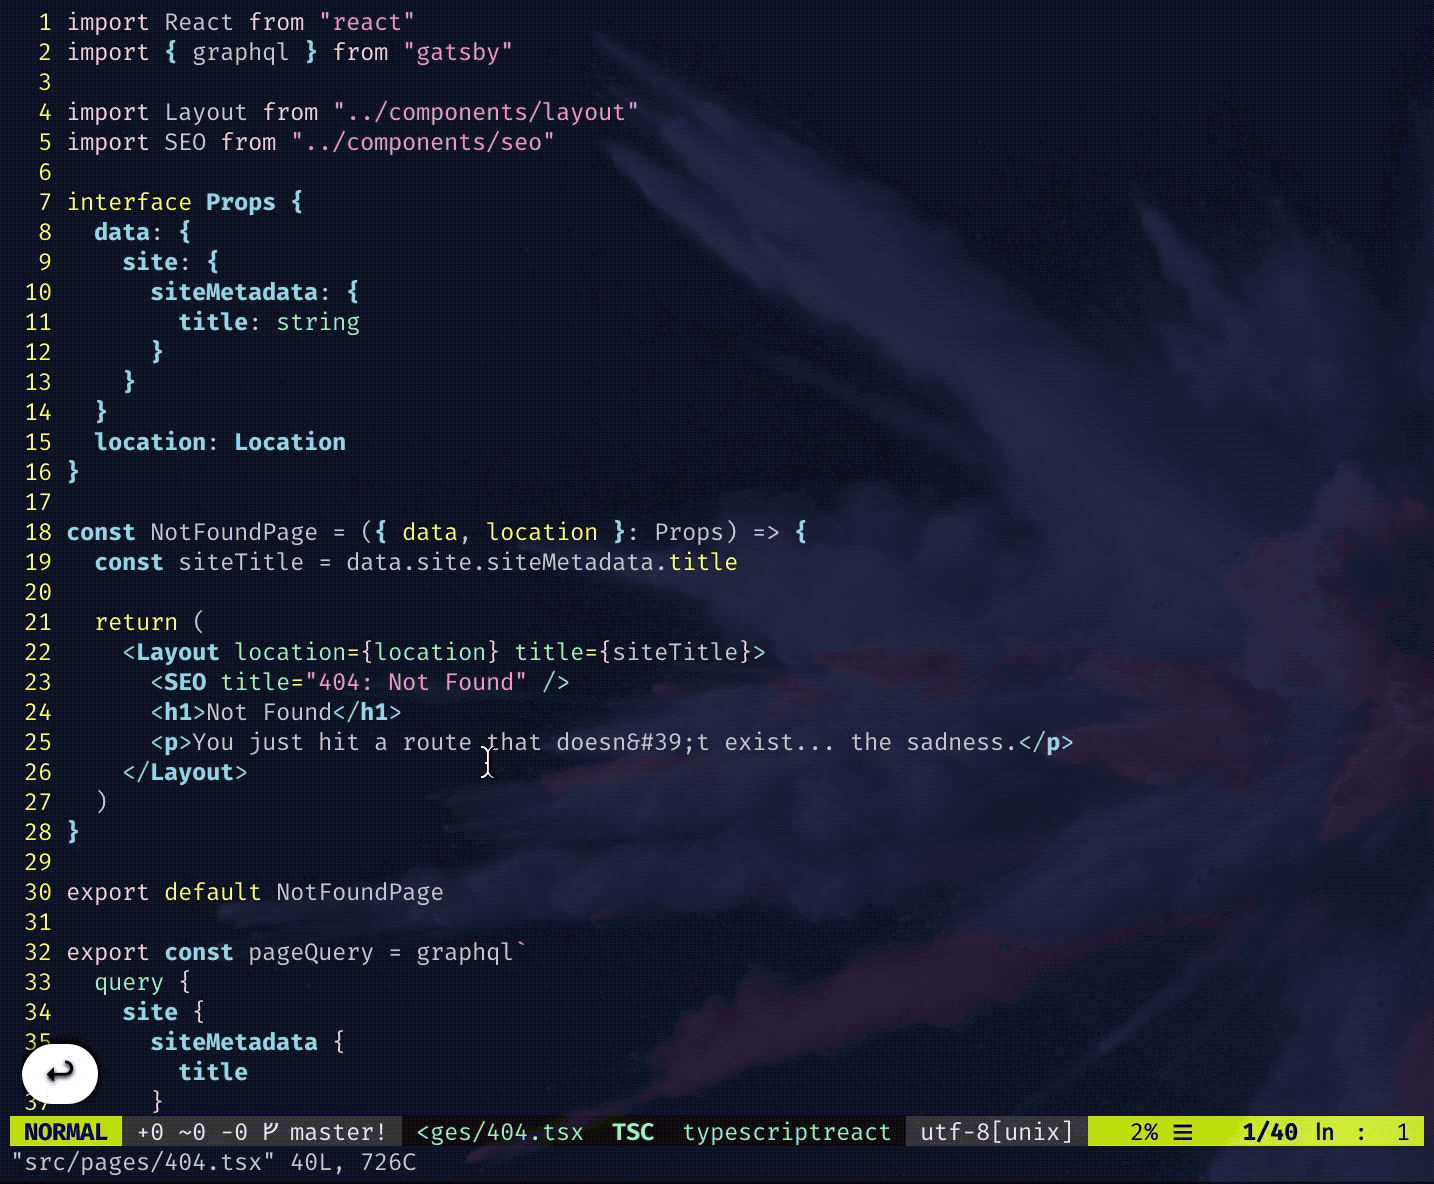 1 import React from "react"
2 import { graphql } from "gatsby"
3
4 import Layout from "../components/layout"
5 import SEO from "../components/seo"
6
7 interface Props {
8   data: {
9     site: {
10       siteMetadata: {
11         title: string
12       }
13     }
14   }
15   location: Location
16 }
17
18 const NotFoundPage = ({ data, location }: Props) => {
19   const siteTitle = data.site.siteMetadata.title
20
21   return (
22     <Layout location={location} title={siteTitle}>
23       <SEO title="404: Not Found" />
24       <h1>Not Found</h1>
25       <p>You just hit a route that doesn&#39;t exist... the sadness.</p>
26     </Layout>
27   )
28 }
29
30 export default NotFoundPage
31
32 export const pageQuery = graphql`
33   query {
34     site {
35       siteMetadata {
        title
37       }
NORMAL +0 ~0 -0 master! <ges/404.tsx TSC typescriptreact utf-8[unix] 2% ☰ 1/40 ln : 1
"src/pages/404.tsx" 40L, 726C